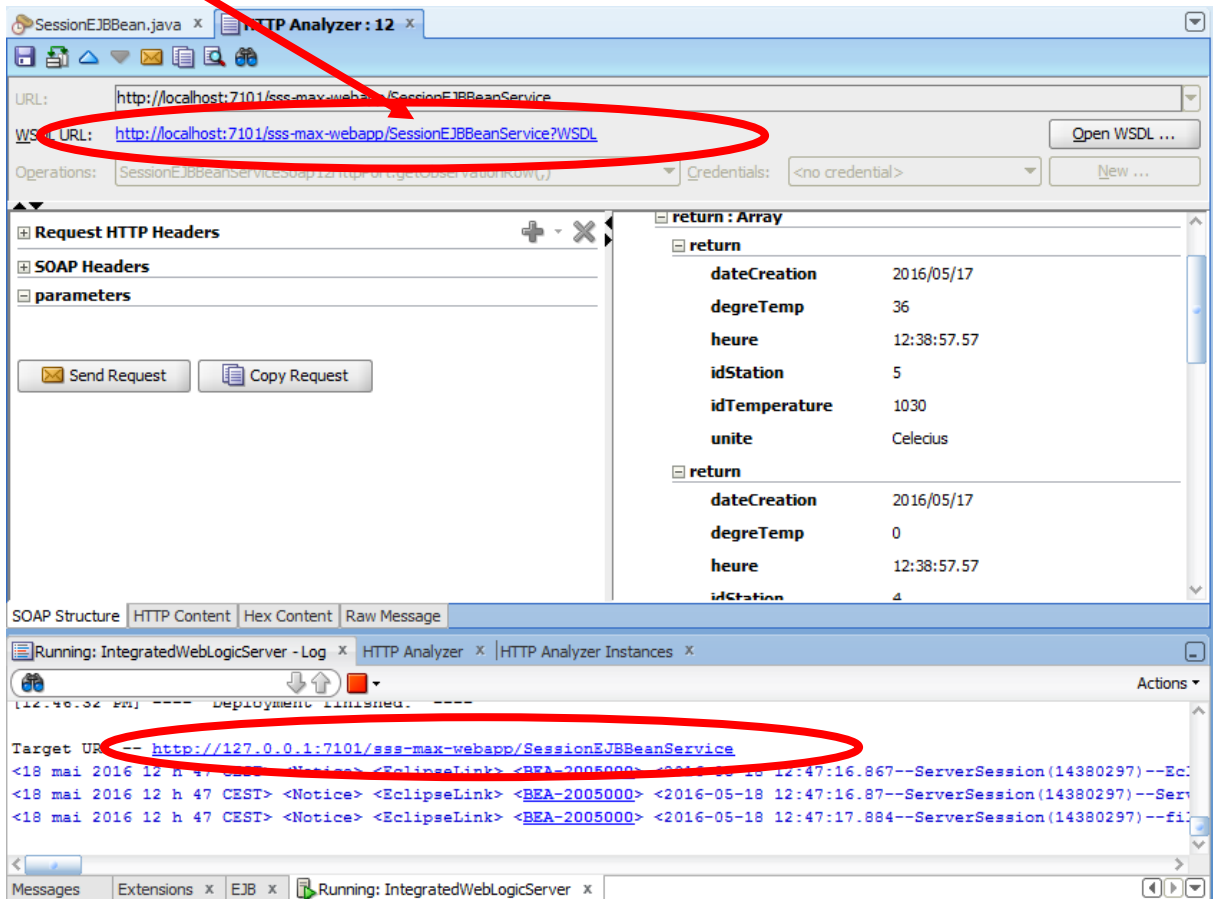 SessionEJBBean.java x HTTP Analyzer : 12 x
URL: http://localhost:7101/sss-max-webapp/SessionEJBBeanService
WSDL URL: http://localhost:7101/sss-max-webapp/SessionEJBBeanService?WSDL Open WSDL ...
Operations: SessionEJBBeanServiceSoap12HttpPort.getObservationRow(,) Credentials: <no credential> New ...
Request HTTP Headers
SOAP Headers
parameters
Send Request Copy Request
return : Array
return
dateCreation 2016/05/17
degreTemp 36
heure 12:38:57.57
idStation 5
idTemperature 1030
unite Celecius
return
dateCreation 2016/05/17
degreTemp 0
heure 12:38:57.57
idStation 4
SOAP Structure HTTP Content Hex Content Raw Message
Running: IntegratedWebLogicServer - Log x HTTP Analyzer x HTTP Analyzer Instances x
Actions
[12:46:32 PM] ---- Deployment finished. ----
Target URL -- http://127.0.0.1:7101/sss-max-webapp/SessionEJBBeanService
<18 mai 2016 12 h 47 CEST> <Notice> <EclipseLink> <BEA-2005000> <2016-05-18 12:47:16.867--ServerSession(14380297)--Ecl
<18 mai 2016 12 h 47 CEST> <Notice> <EclipseLink> <BEA-2005000> <2016-05-18 12:47:16.87--ServerSession(14380297)--Serv
<18 mai 2016 12 h 47 CEST> <Notice> <EclipseLink> <BEA-2005000> <2016-05-18 12:47:17.884--ServerSession(14380297)--fil
Messages Extensions x EJB x Running: IntegratedWebLogicServer x